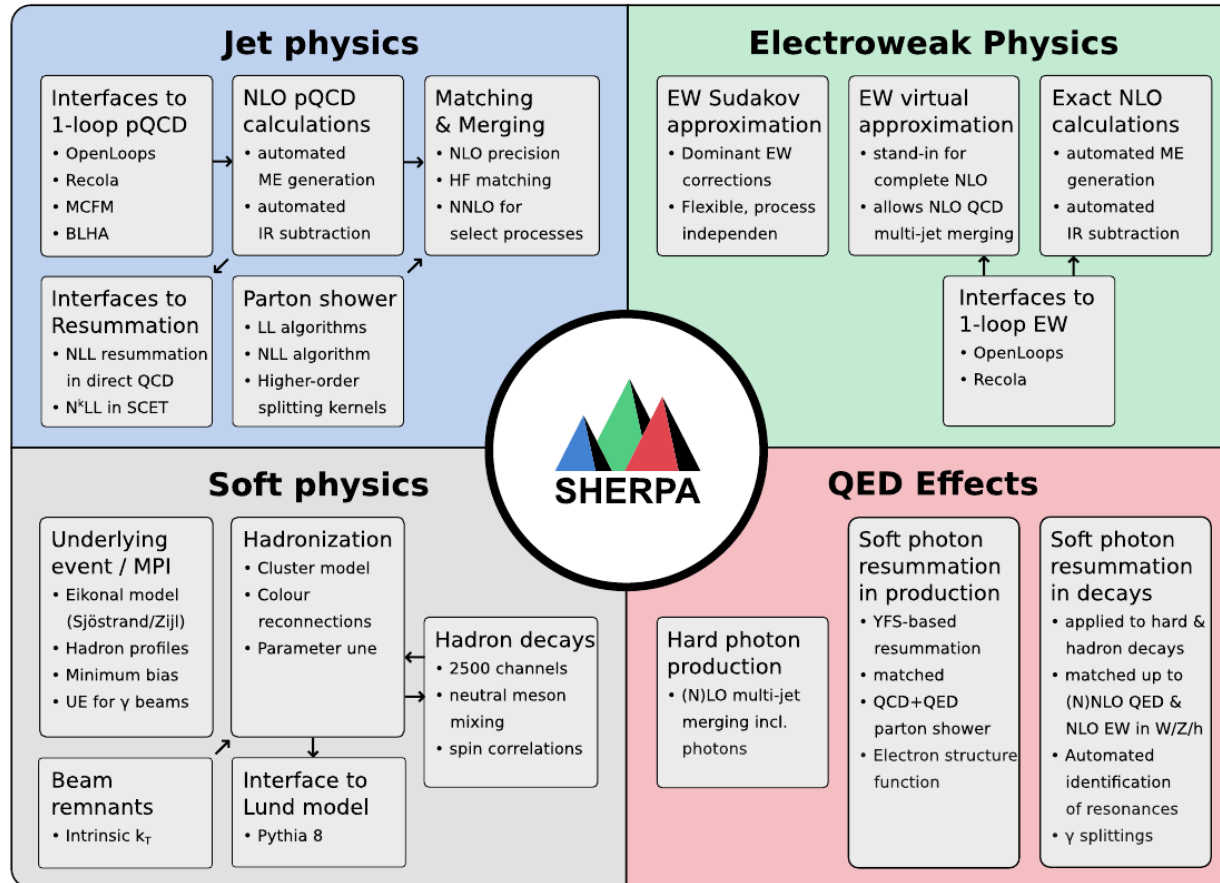 Jet physics
Interfaces to
1-loop pQCD
• OpenLoops
• Recola
• MCFM
• BLHA
NLO pQCD
calculations
• automated
ME generation
• automated
IR subtraction
Matching
& Merging
• NLO precision
• HF matching
• NNLO for
select processes
Interfaces to
Resummation
• NLL resummation
in direct QCD
• NᵏLL in SCET
Parton shower
• LL algorithms
• NLL algorithm
• Higher-order
splitting kernels
Electroweak Physics
EW Sudakov
approximation
• Dominant EW
corrections
• Flexible, process
independen
EW virtual
approximation
• stand-in for
complete NLO
• allows NLO QCD
multi-jet merging
Exact NLO
calculations
• automated ME
generation
• automated
IR subtraction
Interfaces to
1-loop EW
• OpenLoops
• Recola
SHERPA
Soft physics
Underlying
event / MPI
• Eikonal model
(Sjöstrand/Zijl)
• Hadron profiles
• Minimum bias
• UE for γ beams
Hadronization
• Cluster model
• Colour
reconnections
• Parameter une
Hadron decays
• 2500 channels
• neutral meson
mixing
• spin correlations
Beam
remnants
• Intrinsic k_T
Interface to
Lund model
• Pythia 8
QED Effects
Hard photon
production
• (N)LO multi-jet
merging incl.
photons
Soft photon
resummation
in production
• YFS-based
resummation
• matched
• QCD+QED
parton shower
• Electron structure
function
Soft photon
resummation
in decays
• applied to hard &
hadron decays
• matched up to
(N)NLO QED &
NLO EW in W/Z/h
• Automated
identification
of resonances
• γ splittings